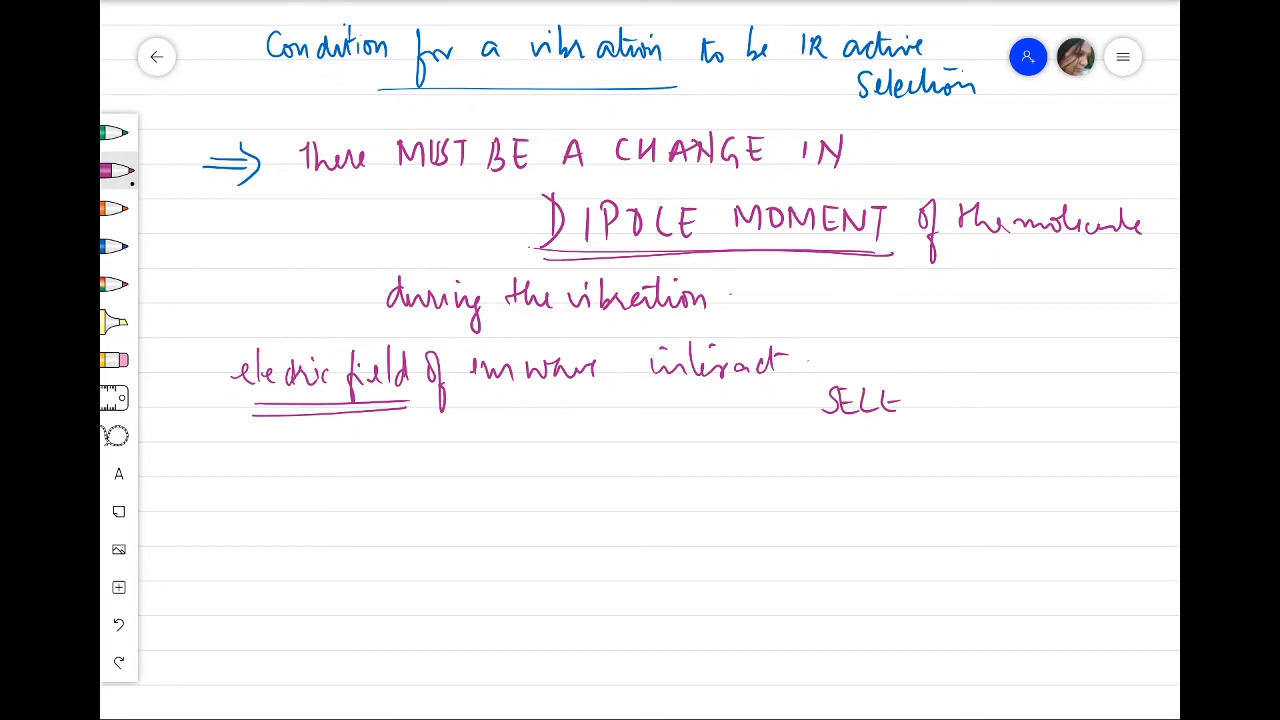 Condition for a vibration to be IR active
Selection
⇒ There MUST BE A CHANGE IN
DIPOLE MOMENT of the molecule
during the vibration
electric field of em wave interact
SELE
A